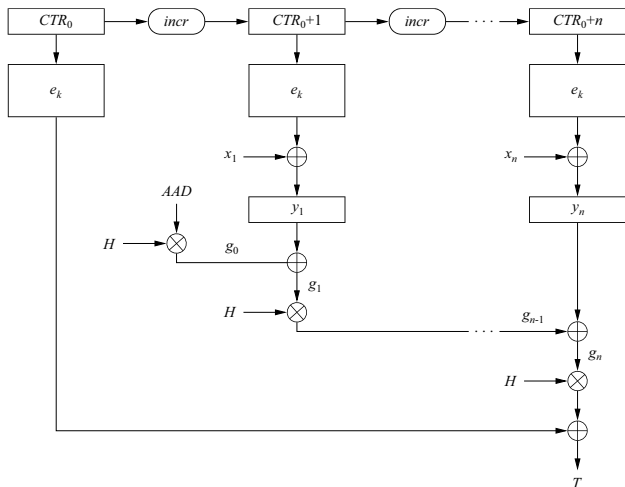 CTR₀ incr CTR₀+1 incr · · · CTR₀+n
eₖ eₖ eₖ
x₁ xₙ
AAD y₁ yₙ
H g₀
g₁
H · · · gₙ₋₁
gₙ
H
T